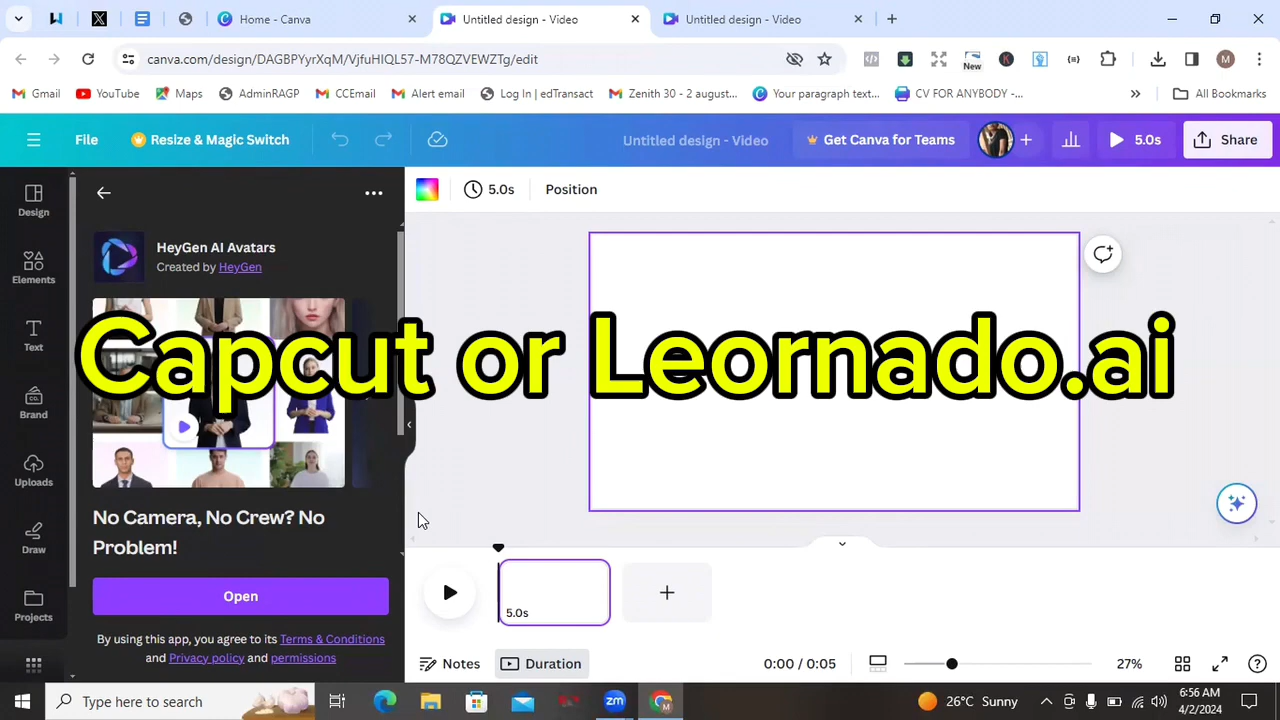 Home - Canva
Untitled design - Video
Untitled design - Video
canva.com/design/DAGBPYyrXqM/VjfuHIQL57-M78QZVEWZTg/edit
New
Gmail
YouTube
Maps
AdminRAGP
CCEmail
Alert email
Log In | edTransact
Zenith 30 - 2 august...
Your paragraph text...
CV FOR ANYBODY -...
All Bookmarks
File
Resize & Magic Switch
Untitled design - Video
Get Canva for Teams
5.0s
Share
Design
Elements
Text
Brand
Uploads
Draw
Projects
HeyGen AI Avatars
Created by HeyGen
5.0s
Position
Capcut or Leornado.ai
No Camera, No Crew? No
Problem!
Open
By using this app, you agree to its Terms & Conditions
and Privacy policy and permissions
5.0s
Notes
Duration
0:00 / 0:05
27%
Type here to search
zm
26°C Sunny
6:56 AM
4/2/2024